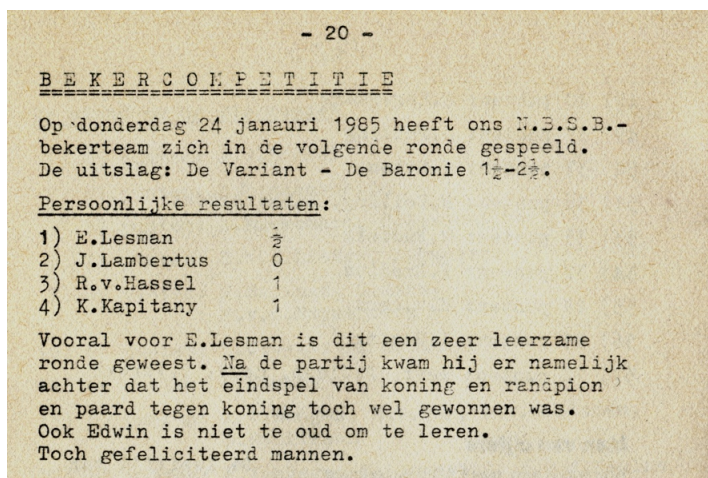 - 20 -
BEKERCOMPETITIE
Op donderdag 24 janauri 1985 heeft ons N.B.S.B.-
bekerteam zich in de volgende ronde gespeeld.
De uitslag: De Variant - De Baronie 1½-2½.
Persoonlijke resultaten:
1) E.Lesman ½
2) J.Lambertus 0
3) R.v.Hassel 1
4) K.Kapitany 1
Vooral voor E.Lesman is dit een zeer leerzame
ronde geweest. Na de partij kwam hij er namelijk
achter dat het eindspel van koning en randpion
en paard tegen koning toch wel gewonnen was.
Ook Edwin is niet te oud om te leren.
Toch gefeliciteerd mannen.